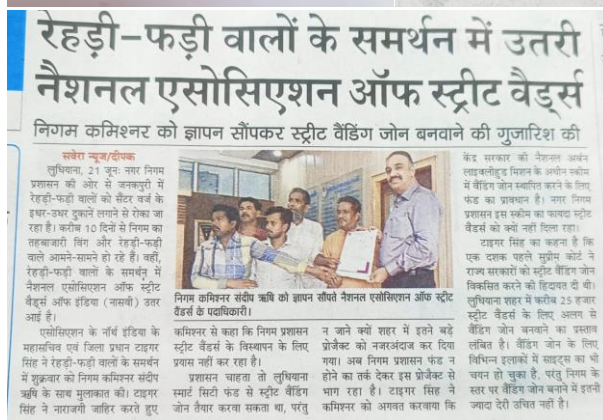 रेहड़ी-फड़ी वालों के समर्थन में उतरी
नैशनल एसोसिएशन ऑफ स्ट्रीट वैंडर्स
निगम कमिश्नर को ज्ञापन सौंपकर स्ट्रीट वैंडिंग जोन बनवाने की गुजारिश की
सवेरा न्यूज/दीपक
लुधियाना, 21 जूनः नगर निगम
प्रशासन की ओर से जनकपुरी में
रेहड़ी-फड़ी वालों को सैंटर वर्ज के
इधर-उधर दुकानें लगाने से रोका जा
रहा है। करीब 10 दिनों से निगम का
तहबाजारी विंग और रेहड़ी-फड़ी
वाले आमने-सामने हो रहे हैं। वहीं,
रेहड़ी-फड़ी वालों के समर्थन में
नैशनल एसोसिएशन ऑफ स्ट्रीट
वैंडर्स ऑफ इंडिया (नासवी) उतर
आई है।
एसोसिएशन के नॉर्थ इंडिया के
महासचिव एवं जिला प्रधान टाइगर
सिंह ने रेहड़ी-फड़ी वालों के समर्थन
में शुक्रवार को निगम कमिश्नर संदीप
ऋषि के साथ मुलाकात की। टाइगर
सिंह ने नाराजगी जाहिर करते हुए
निगम कमिश्नर संदीप ऋषि को ज्ञापन सौंपते नैशनल एसोसिएशन ऑफ स्ट्रीट
वैंडर्स के पदाधिकारी।
कमिश्नर से कहा कि निगम प्रशासन
स्ट्रीट वैंडर्स के विस्थापन के लिए
प्रयास नहीं कर रहा है।
प्रशासन चाहता तो लुधियाना
स्मार्ट सिटी फंड से स्ट्रीट वैंडिंग
जोन तैयार करवा सकता था, परंतु
न जाने क्यों शहर में इतने बड़े
प्रोजैक्ट को नजरअंदाज कर दिया
गया। अब निगम प्रशासन फंड न
होने का तर्क देकर इस प्रोजैक्ट से
भाग रहा है। टाइगर सिंह ने
कमिश्नर को अवगत करवाया कि
केंद्र सरकार की नैशनल अर्बन
लाइवलीहुड मिशन के अधीन स्कीम
में वैंडिंग जोन स्थापित करने के लिए
फंड का प्रावधान है। नगर निगम
प्रशासन इस स्कीम का फायदा स्ट्रीट
वैंडर्स को क्यों नहीं दिला रहा।
टाइगर सिंह का कहना है कि
एक दशक पहले सुप्रीम कोर्ट ने
राज्य सरकारों को स्ट्रीट वैंडिंग जोन
विकसित करने की हिदायत दी थी।
लुधियाना शहर में करीब 25 हजार
स्ट्रीट वैंडर्स के लिए अलग से
वैंडिंग जोन बनवाने का प्रस्ताव
लंबित है। वैंडिंग जोन के लिए
विभिन्न इलाकों में साइट्स का भी
चयन हो चुका है, परंतु निगम के
स्तर पर वैंडिंग जोन बनाने में इतनी
ज्यादा देरी उचित नहीं है।